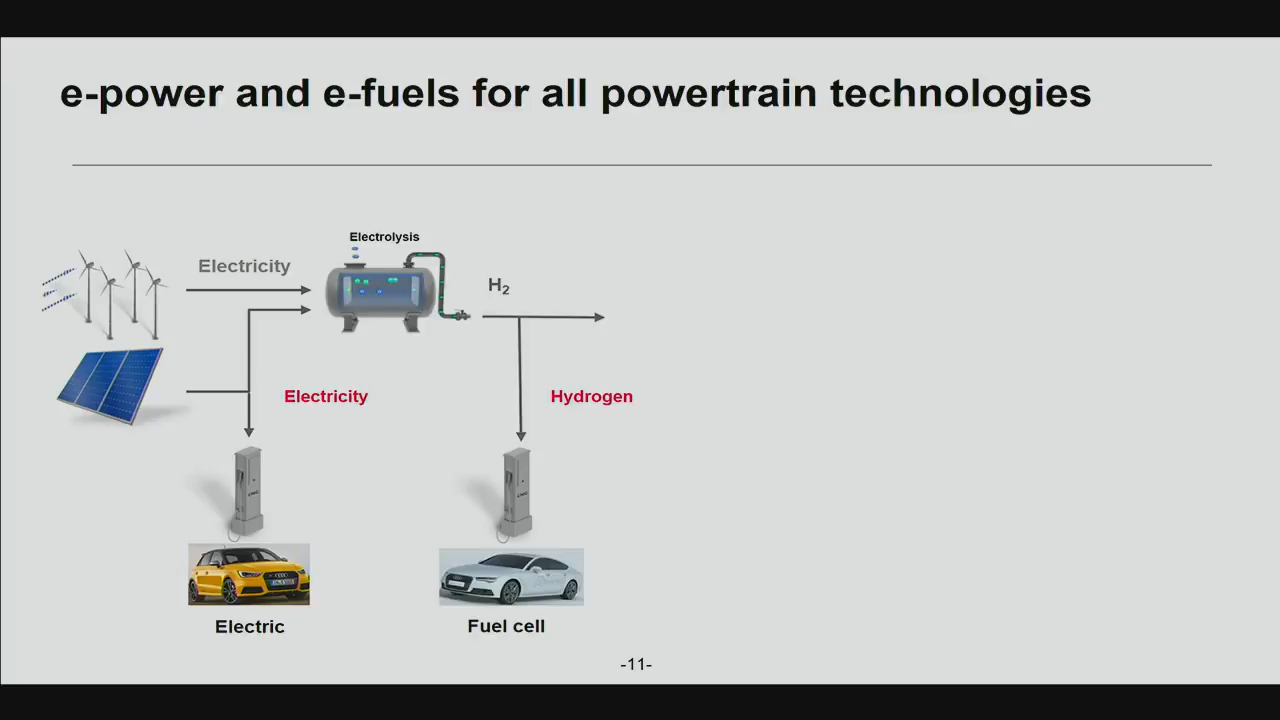 e-power and e-fuels for all powertrain technologies
Electrolysis
Electricity
H₂
Electricity
Hydrogen
Electric
Fuel cell
-11-